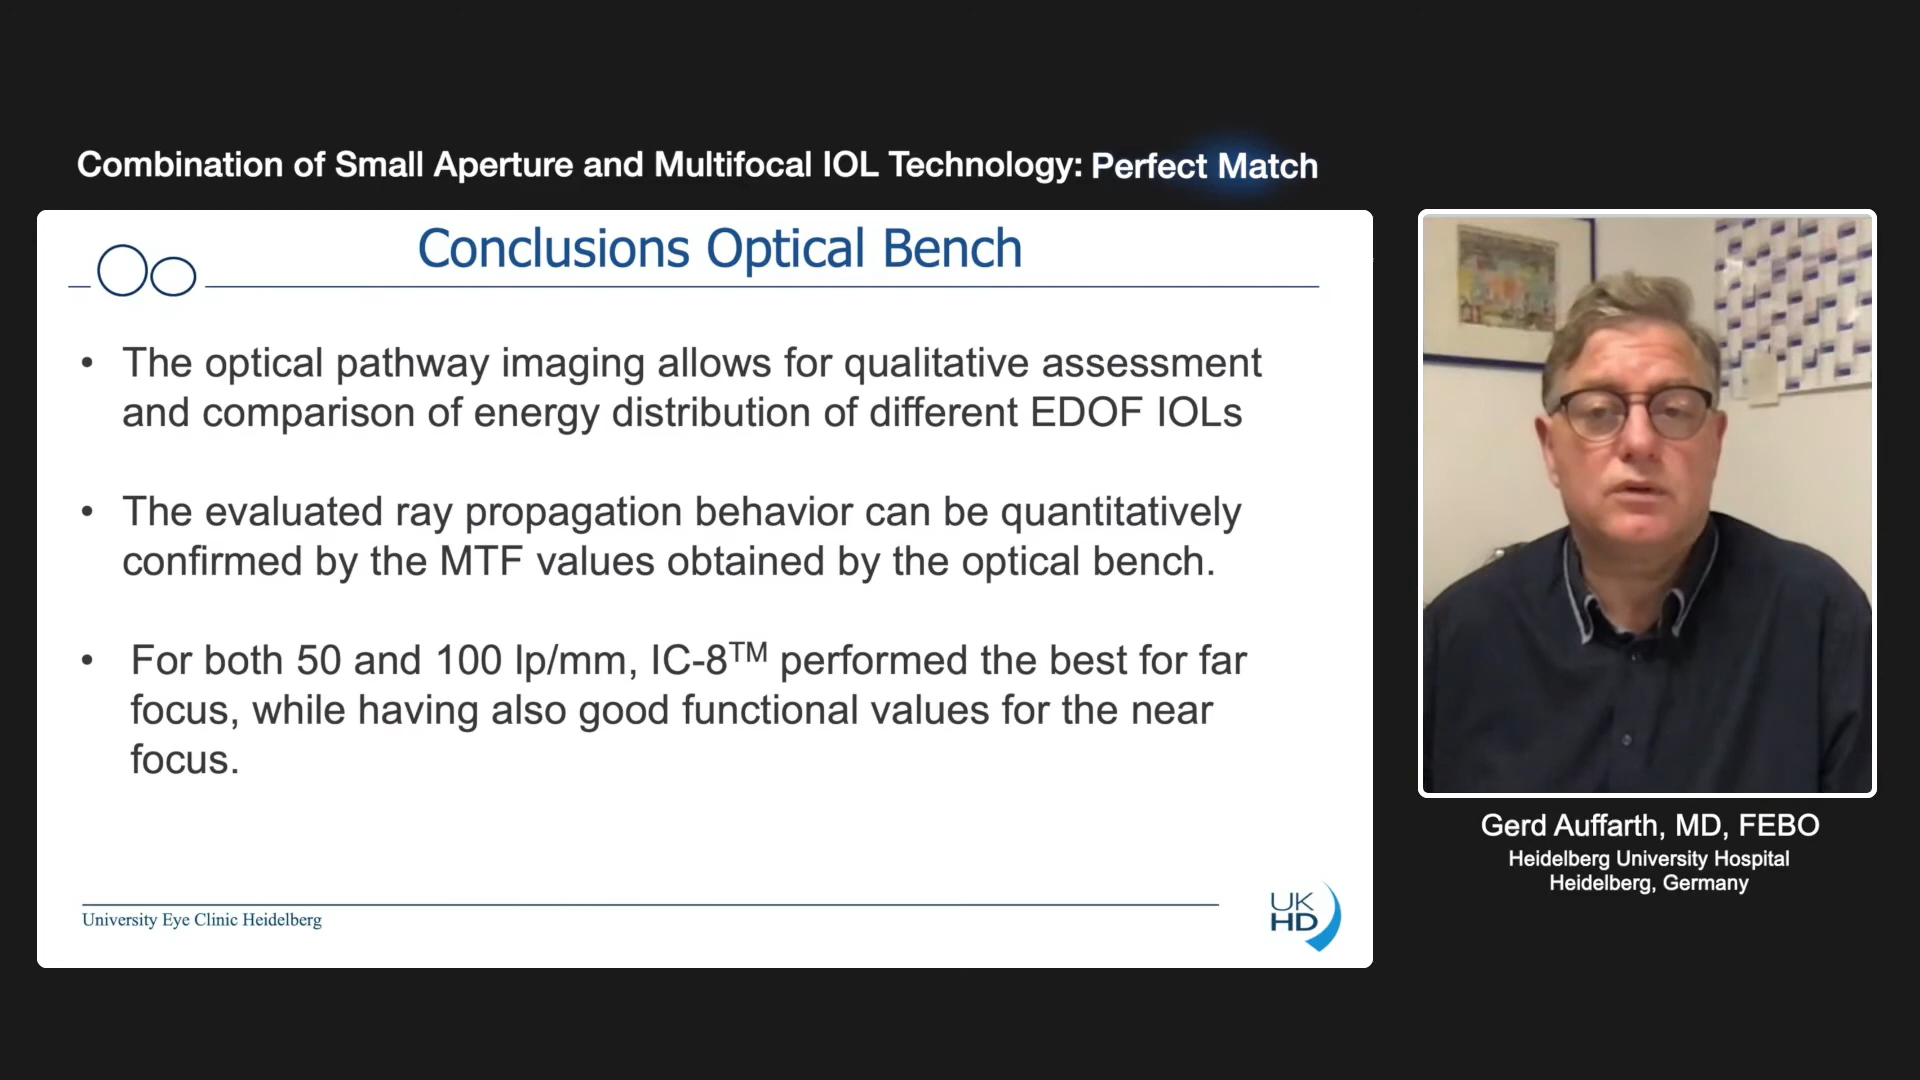 Combination of Small Aperture and Multifocal IOL Technology: Perfect Match
Conclusions Optical Bench
• The optical pathway imaging allows for qualitative assessment
and comparison of energy distribution of different EDOF IOLs
• The evaluated ray propagation behavior can be quantitatively
confirmed by the MTF values obtained by the optical bench.
• For both 50 and 100 lp/mm, IC-8™ performed the best for far
focus, while having also good functional values for the near
focus.
University Eye Clinic Heidelberg
UK
HD
Gerd Auffarth, MD, FEBO
Heidelberg University Hospital
Heidelberg, Germany